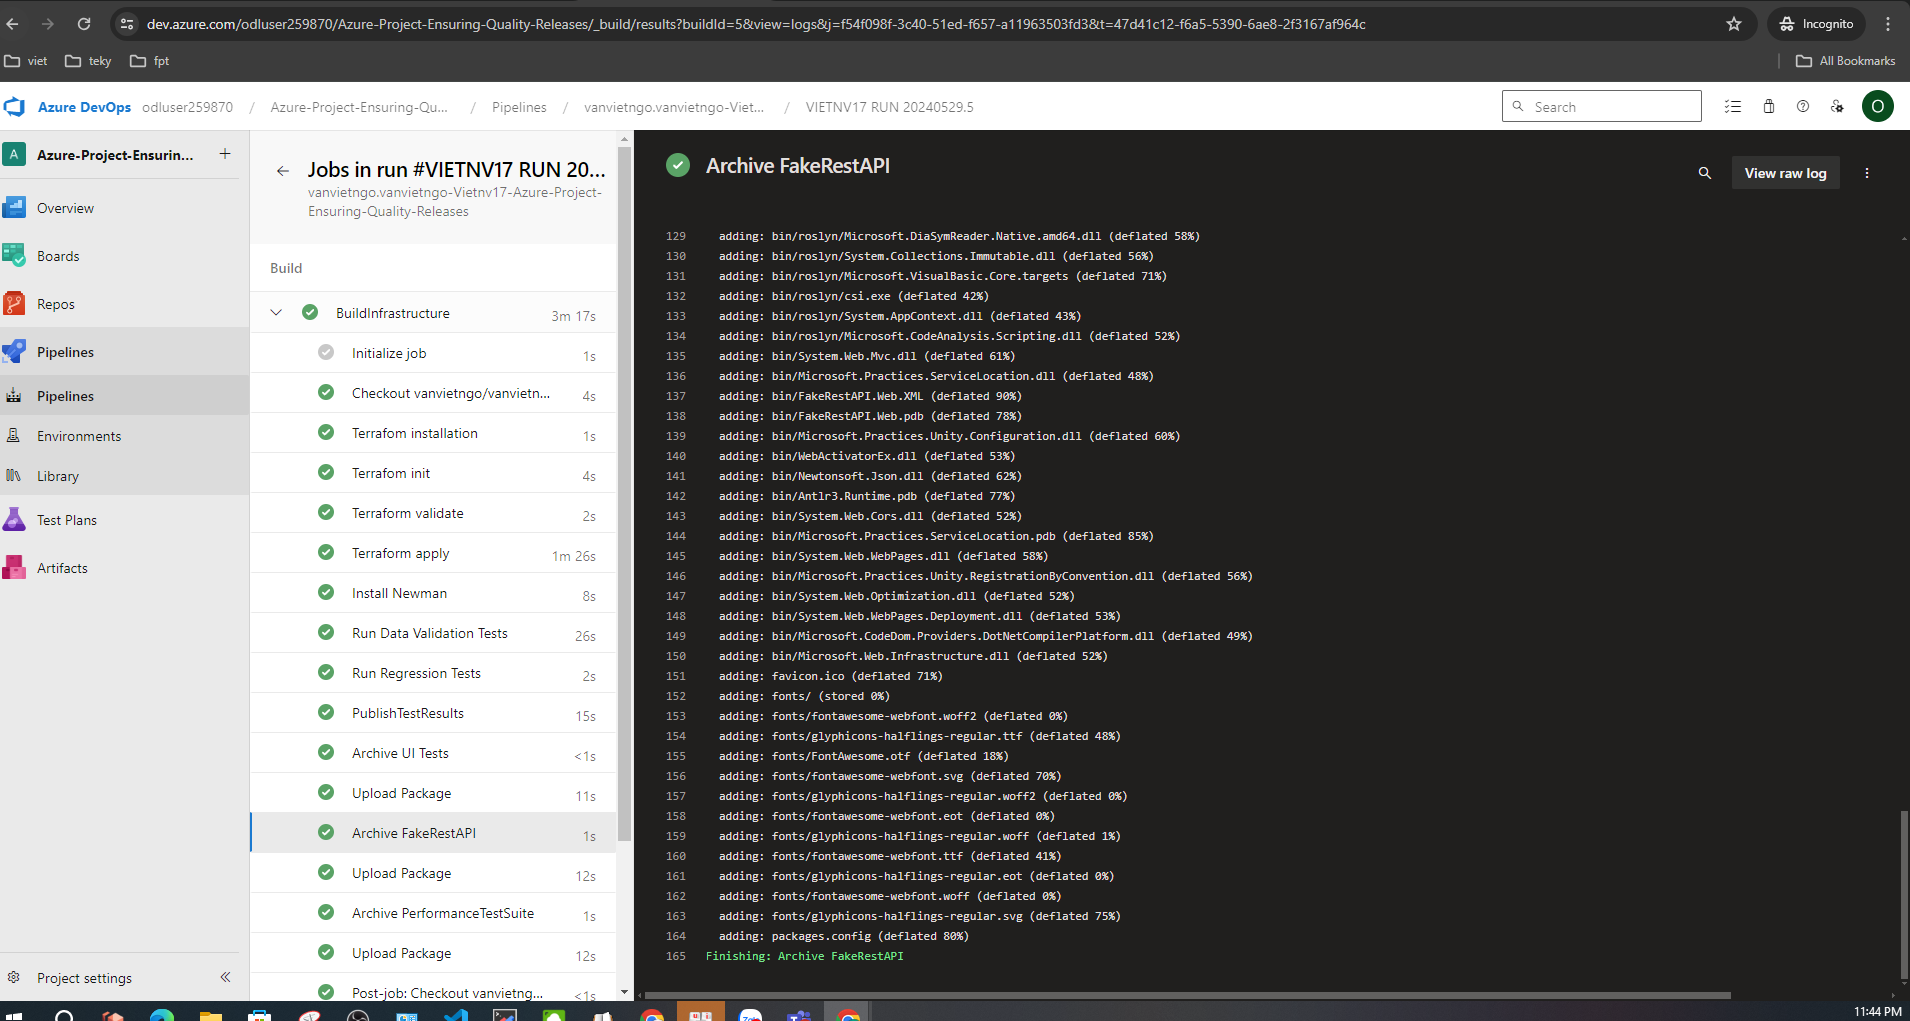 dev.azure.com/odluser259870/Azure-Project-Ensuring-Quality-Releases/_build/results?buildId=5&view=logs&j=f54f098f-3c40-51ed-f657-a11963503fd3&t=47d41c12-f6a5-5390-6ae8-2f3167af964c
Incognito
viet
teky
fpt
All Bookmarks
Azure DevOps
odluser259870
/
Azure-Project-Ensuring-Qu...
/
Pipelines
/
vanvietngo.vanvietngo-Viet...
/
VIETNV17 RUN 20240529.5
Search
O
A
Azure-Project-Ensurin...
+
Overview
Boards
Repos
Pipelines
Pipelines
Environments
Library
Test Plans
Artifacts
Project settings
Jobs in run #VIETNV17 RUN 20...
vanvietngo.vanvietngo-Vietnv17-Azure-Project-
Ensuring-Quality-Releases
Build
BuildInfrastructure 3m 17s
Initialize job 1s
Checkout vanvietngo/vanvietn... 4s
Terrafom installation 1s
Terrafom init 4s
Terraform validate 2s
Terraform apply 1m 26s
Install Newman 8s
Run Data Validation Tests 26s
Run Regression Tests 2s
PublishTestResults 15s
Archive UI Tests <1s
Upload Package 11s
Archive FakeRestAPI 1s
Upload Package 12s
Archive PerformanceTestSuite 1s
Upload Package 12s
Post-job: Checkout vanvietng... <1s
Archive FakeRestAPI
View raw log
129 adding: bin/roslyn/Microsoft.DiaSymReader.Native.amd64.dll (deflated 58%)
130 adding: bin/roslyn/System.Collections.Immutable.dll (deflated 56%)
131 adding: bin/roslyn/Microsoft.VisualBasic.Core.targets (deflated 71%)
132 adding: bin/roslyn/csi.exe (deflated 42%)
133 adding: bin/roslyn/System.AppContext.dll (deflated 43%)
134 adding: bin/roslyn/Microsoft.CodeAnalysis.Scripting.dll (deflated 52%)
135 adding: bin/System.Web.Mvc.dll (deflated 61%)
136 adding: bin/Microsoft.Practices.ServiceLocation.dll (deflated 48%)
137 adding: bin/FakeRestAPI.Web.XML (deflated 90%)
138 adding: bin/FakeRestAPI.Web.pdb (deflated 78%)
139 adding: bin/Microsoft.Practices.Unity.Configuration.dll (deflated 60%)
140 adding: bin/WebActivatorEx.dll (deflated 53%)
141 adding: bin/Newtonsoft.Json.dll (deflated 62%)
142 adding: bin/Antlr3.Runtime.pdb (deflated 77%)
143 adding: bin/System.Web.Cors.dll (deflated 52%)
144 adding: bin/Microsoft.Practices.ServiceLocation.pdb (deflated 85%)
145 adding: bin/System.Web.WebPages.dll (deflated 58%)
146 adding: bin/Microsoft.Practices.Unity.RegistrationByConvention.dll (deflated 56%)
147 adding: bin/System.Web.Optimization.dll (deflated 52%)
148 adding: bin/System.Web.WebPages.Deployment.dll (deflated 53%)
149 adding: bin/Microsoft.CodeDom.Providers.DotNetCompilerPlatform.dll (deflated 49%)
150 adding: bin/Microsoft.Web.Infrastructure.dll (deflated 52%)
151 adding: favicon.ico (deflated 71%)
152 adding: fonts/ (stored 0%)
153 adding: fonts/fontawesome-webfont.woff2 (deflated 0%)
154 adding: fonts/glyphicons-halflings-regular.ttf (deflated 48%)
155 adding: fonts/FontAwesome.otf (deflated 18%)
156 adding: fonts/fontawesome-webfont.svg (deflated 70%)
157 adding: fonts/glyphicons-halflings-regular.woff2 (deflated 0%)
158 adding: fonts/fontawesome-webfont.eot (deflated 0%)
159 adding: fonts/glyphicons-halflings-regular.woff (deflated 1%)
160 adding: fonts/fontawesome-webfont.ttf (deflated 41%)
161 adding: fonts/glyphicons-halflings-regular.eot (deflated 0%)
162 adding: fonts/fontawesome-webfont.woff (deflated 0%)
163 adding: fonts/glyphicons-halflings-regular.svg (deflated 75%)
164 adding: packages.config (deflated 80%)
165 Finishing: Archive FakeRestAPI
11:44 PM